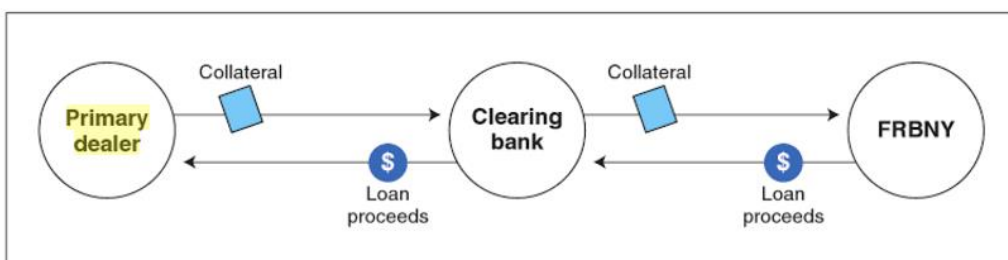 Collateral
Collateral
Primary
dealer
Clearing
bank
FRBNY
$
$
Loan
proceeds
Loan
proceeds